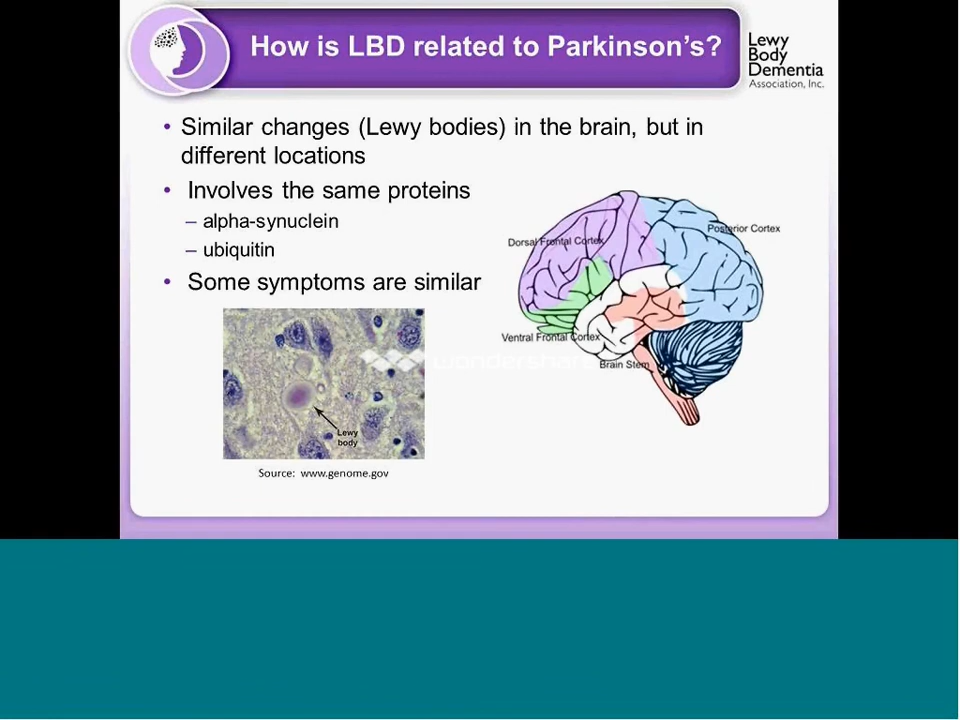 How is LBD related to Parkinson's?
Lewy
Body
Dementia
Association, Inc.
• Similar changes (Lewy bodies) in the brain, but in
different locations
• Involves the same proteins
– alpha-synuclein
– ubiquitin
• Some symptoms are similar
Posterior Cortex
Dorsal Frontal Cortex
Ventral Frontal Cortex
Brain Stem
wondershare
Lewy
body
Source: www.genome.gov